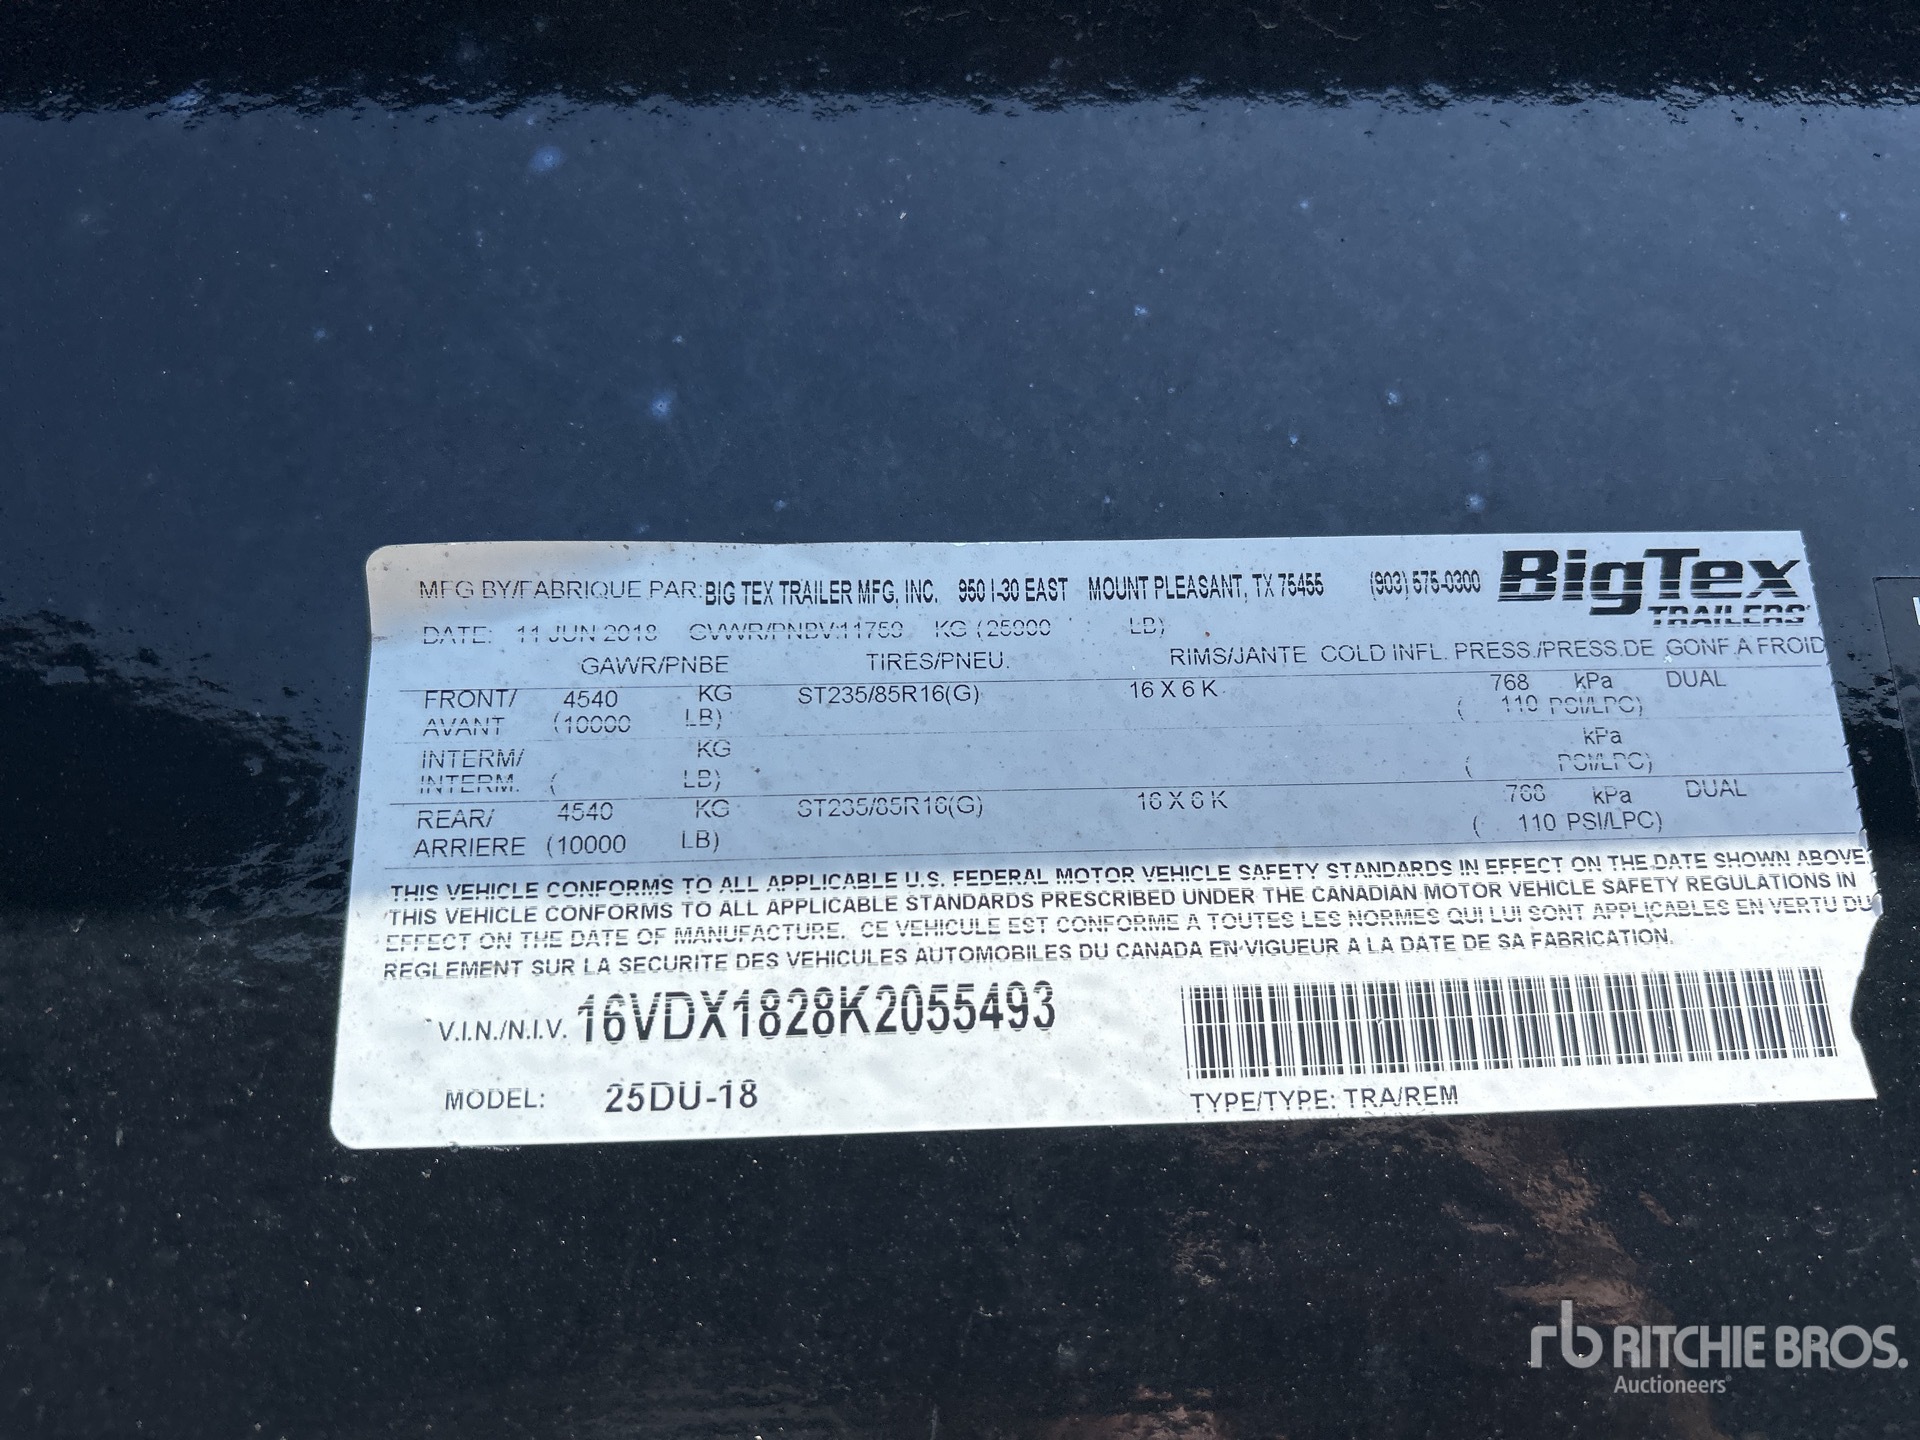 MFG BY/FABRIQUE PAR: BIG TEX TRAILER MFG, INC. 950 I-30 EAST MOUNT PLEASANT, TX 75455 (903) 575-0300
BigTex
TRAILERS
DATE: 11 JUN 2018 GVWR/PNBV: 11750 KG (25900 LB)
GAWR/PNBE TIRES/PNEU. RIMS/JANTE COLD INFL. PRESS./PRESS.DE GONF.A FROID
FRONT/ 4540 KG ST235/85R16(G) 16 X 6 K 768 kPa DUAL
AVANT (10000 LB) ( 110 PSI/LPC)
INTERM/ KG kPa
INTERM. ( LB) ( PSI/LPC)
REAR/ 4540 KG ST235/85R16(G) 16 X 6 K 768 kPa DUAL
ARRIERE (10000 LB) ( 110 PSI/LPC)
THIS VEHICLE CONFORMS TO ALL APPLICABLE U.S. FEDERAL MOTOR VEHICLE SAFETY STANDARDS IN EFFECT ON THE DATE SHOWN ABOVE
THIS VEHICLE CONFORMS TO ALL APPLICABLE STANDARDS PRESCRIBED UNDER THE CANADIAN MOTOR VEHICLE SAFETY REGULATIONS IN
EFFECT ON THE DATE OF MANUFACTURE. CE VEHICULE EST CONFORME A TOUTES LES NORMES QUI LUI SONT APPLICABLES EN VERTU DU
REGLEMENT SUR LA SECURITE DES VEHICULES AUTOMOBILES DU CANADA EN VIGUEUR A LA DATE DE SA FABRICATION.
V.I.N./N.I.V. 16VDX1828K2055493
MODEL: 25DU-18
TYPE/TYPE: TRA/REM
rb RITCHIE BROS.
Auctioneers